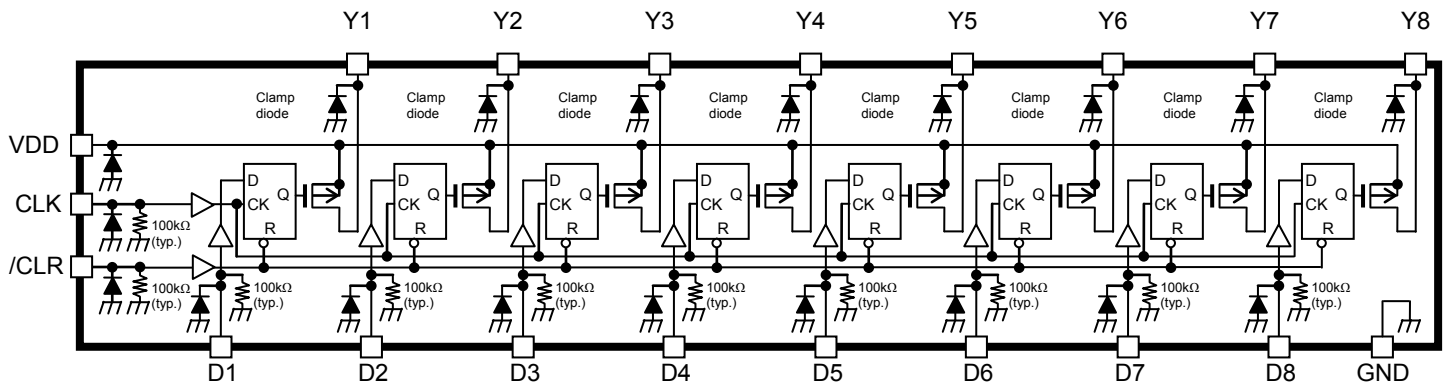 Y1 Y2 Y3 Y4 Y5 Y6 Y7 Y8
Clamp diode Clamp diode Clamp diode Clamp diode Clamp diode Clamp diode Clamp diode Clamp diode
VDD
D D D D D D D D
Q Q Q Q Q Q Q Q
CLK
CK CK CK CK CK CK CK CK
100kΩ
(typ.)
R R R R R R R R
/CLR
100kΩ 100kΩ 100kΩ 100kΩ 100kΩ 100kΩ 100kΩ 100kΩ 100kΩ
(typ.) (typ.) (typ.) (typ.) (typ.) (typ.) (typ.) (typ.) (typ.)
D1 D2 D3 D4 D5 D6 D7 D8 GND